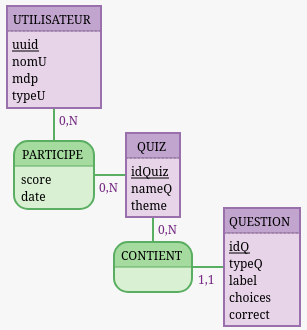 UTILISATEUR
uuid
nomU
mdp
typeU
0,N
PARTICIPE
score
date
0,N
QUIZ
idQuiz
nameQ
theme
0,N
CONTIENT
1,1
QUESTION
idQ
typeQ
label
choices
correct